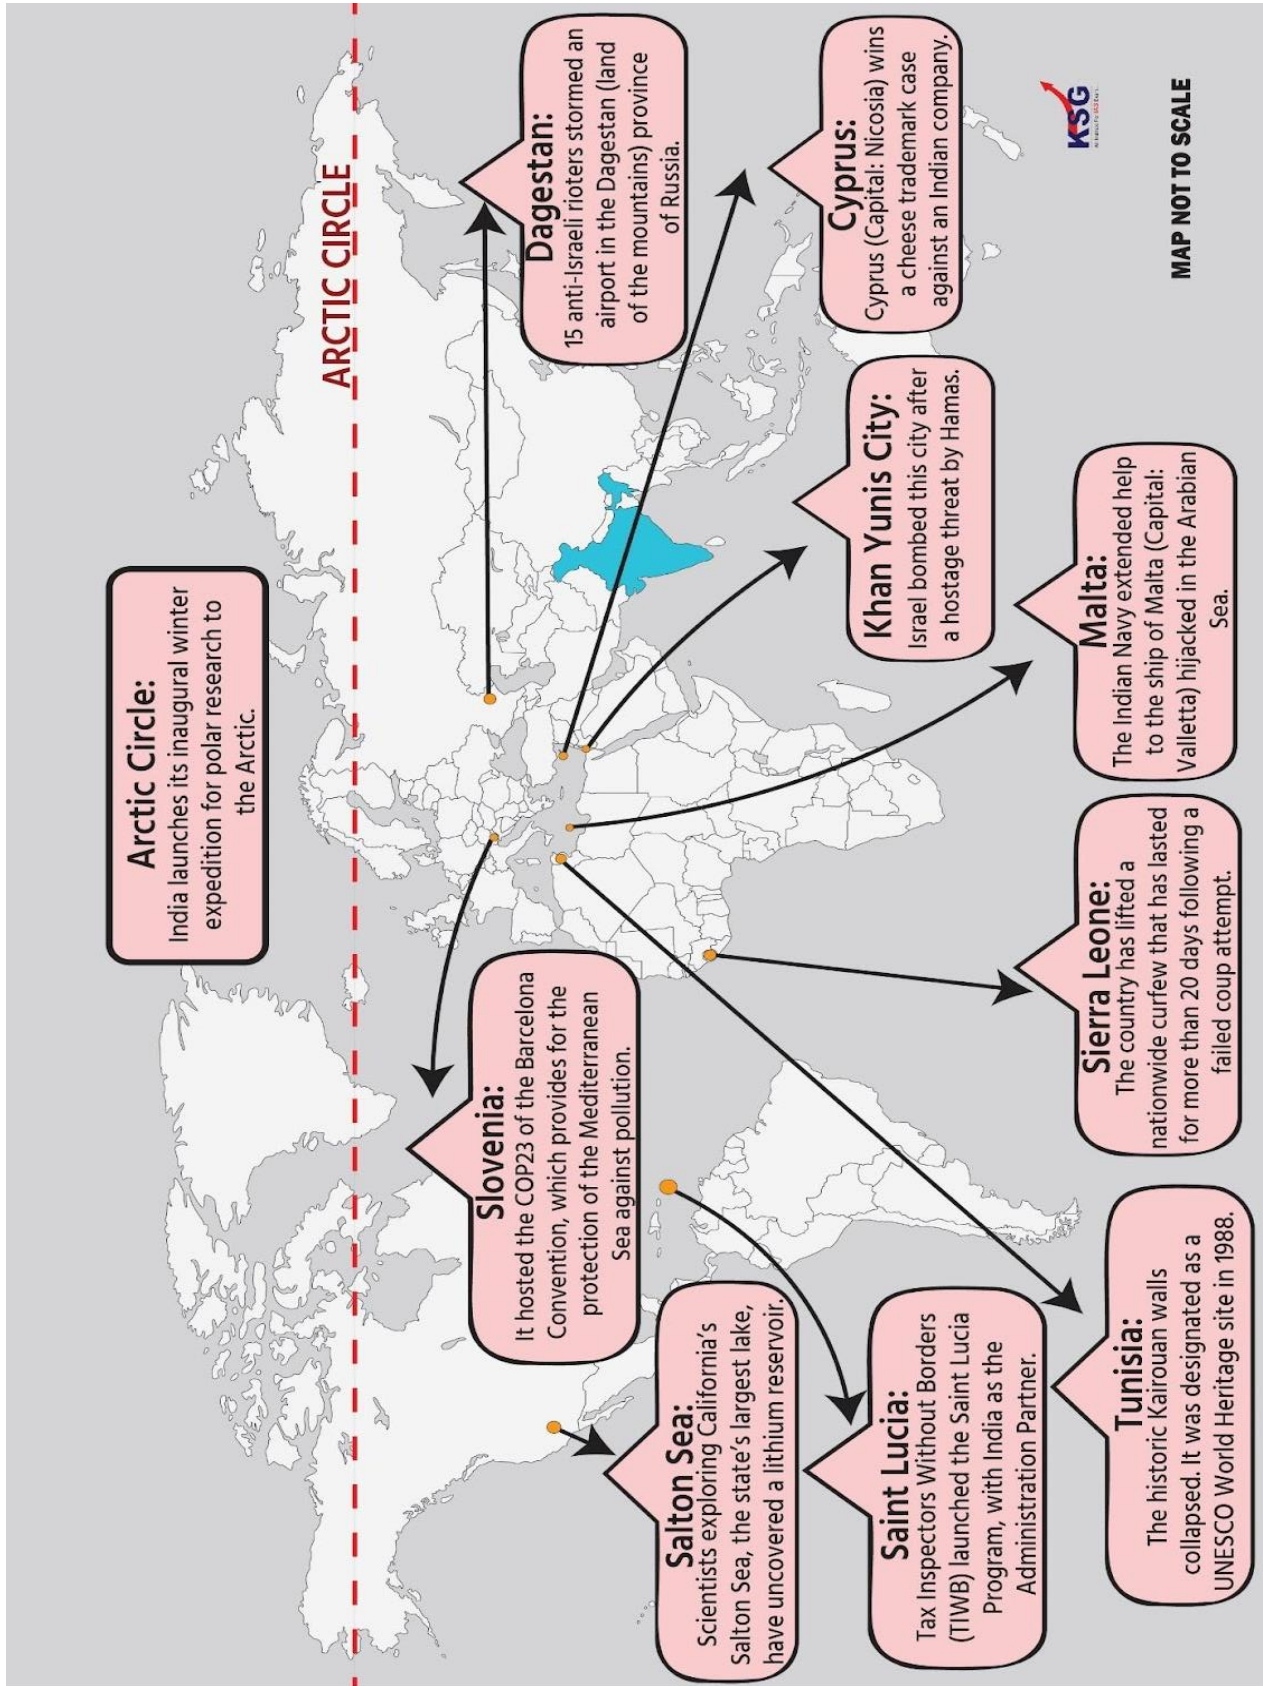 ARCTIC CIRCLE
Arctic Circle:
India launches its inaugural winter
expedition for polar research to
the Arctic.
Dagestan:
15 anti-Israeli rioters stormed an
airport in the Dagestan (land
of the mountains) province
of Russia.
Slovenia:
It hosted the COP23 of the Barcelona
Convention, which provides for the
protection of the Mediterranean
Sea against pollution.
Salton Sea:
Scientists exploring California's
Salton Sea, the state's largest lake,
have uncovered a lithium reservoir.
Cyprus:
Cyprus (Capital: Nicosia) wins
a cheese trademark case
against an Indian company.
Khan Yunis City:
Israel bombed this city after
a hostage threat by Hamas.
Saint Lucia:
Tax Inspectors Without Borders
(TIWB) launched the Saint Lucia
Program, with India as the
Administration Partner.
Malta:
The Indian Navy extended help
to the ship of Malta (Capital:
Valletta) hijacked in the Arabian
Sea.
Sierra Leone:
The country has lifted a
nationwide curfew that has lasted
for more than 20 days following a
failed coup attempt.
Tunisia:
The historic Kairouan walls
collapsed. It was designated as a
UNESCO World Heritage site in 1988.
KSG
MAP NOT TO SCALE